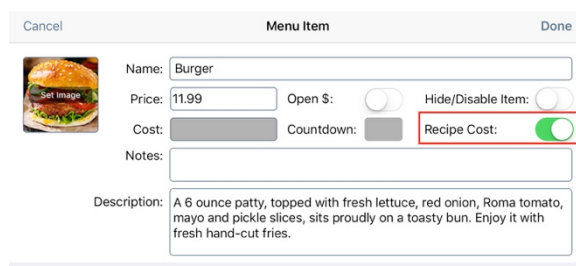 Cancel Menu Item Done
Set Image
Name: Burger
Price: 11.99 Open $: Hide/Disable Item:
Cost: Countdown: Recipe Cost:
Notes:
Description: A 6 ounce patty, topped with fresh lettuce, red onion, Roma tomato,
mayo and pickle slices, sits proudly on a toasty bun. Enjoy it with
fresh hand-cut fries.